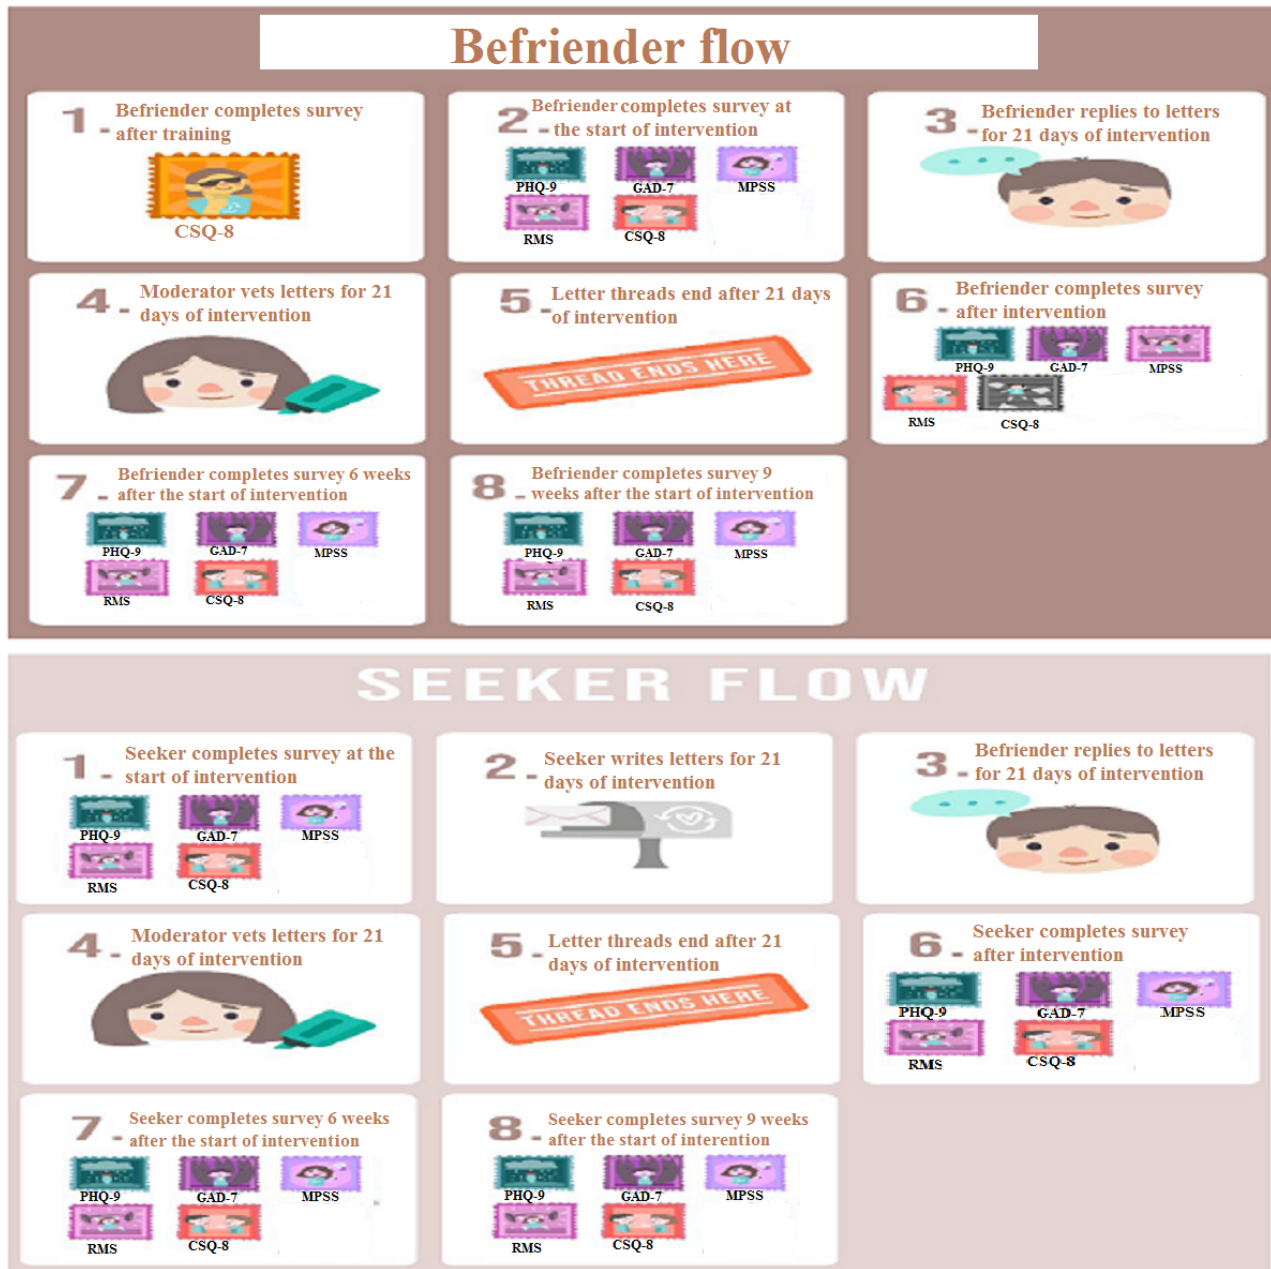 Befriender flow
1- Befriender completes survey
after training
CSQ-8
2- Befriender completes survey at
the start of intervention
PHQ-9 GAD-7 MPSS
RMS CSQ-8
3- Befriender replies to letters
for 21 days of intervention
4- Moderator vets letters for 21
days of intervention
5- Letter threads end after 21 days
of intervention
THREAD ENDS HERE
6- Befriender completes survey
after intervention
PHQ-9 GAD-7 MPSS
RMS CSQ-8
7- Befriender completes survey 6 weeks
after the start of intervention
PHQ-9 GAD-7 MPSS
RMS CSQ-8
8- Befriender completes survey 9
weeks after the start of intervention
PHQ-9 GAD-7 MPSS
RMS CSQ-8
SEEKER FLOW
1- Seeker completes survey at the
start of intervention
PHQ-9 GAD-7 MPSS
RMS CSQ-8
2- Seeker writes letters for 21
days of intervention
3- Befriender replies to letters
for 21 days of intervention
4- Moderator vets letters for 21
days of intervention
5- Letter threads end after 21
days of intervention
THREAD ENDS HERE
6- Seeker completes survey
after intervention
PHQ-9 GAD-7 MPSS
RMS CSQ-8
7- Seeker completes survey 6 weeks
after the start of intervention
PHQ-9 GAD-7 MPSS
RMS CSQ-8
8- Seeker completes survey 9 weeks
after the start of interention
PHQ-9 GAD-7 MPSS
RMS CSQ-8